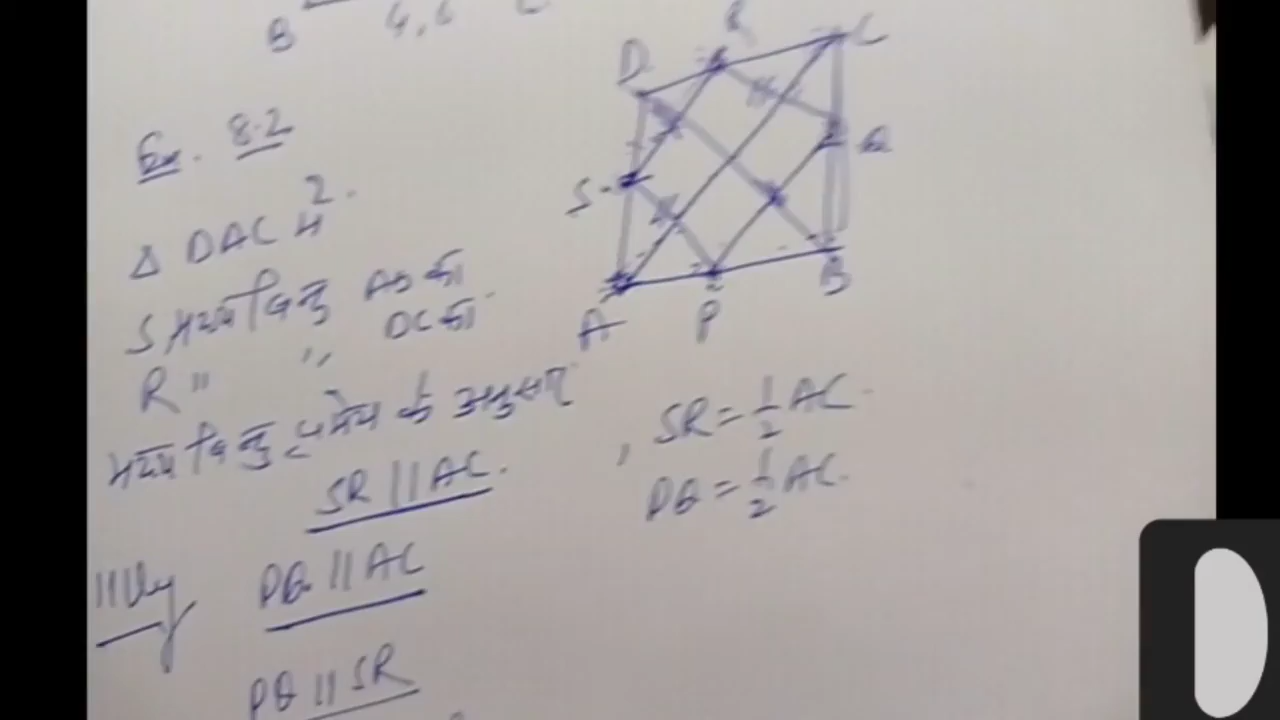 B 4, 6 C
Ex. 8.2
2.
Δ DAC में
S मध्य बिन्दु AD का
R " " DC का
मध्य बिन्दु प्रमेय के अनुसार
SR || AC. , SR = 1/2 AC.
||lly PQ || AC PQ = 1/2 AC.
PQ || SR
D R C
S Q
A P B